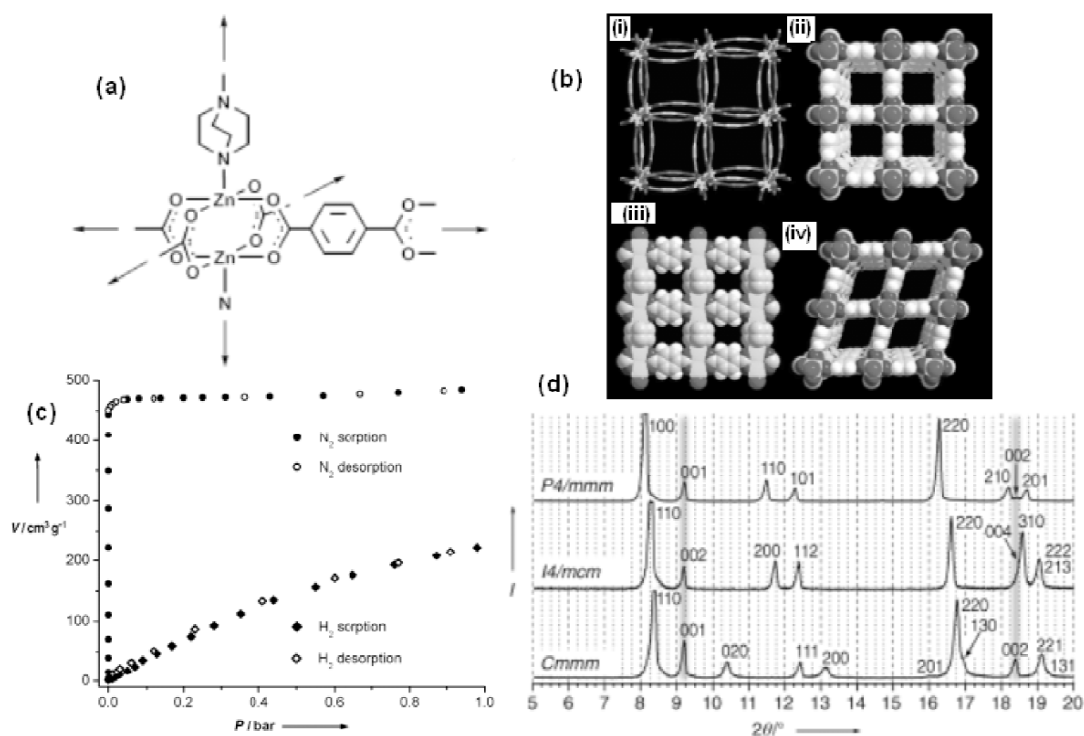 (a)
N
N
O
Zn
O
O
O
O
O
O
O
Zn
O
O
N
(b)
(i)
(ii)
(iii)
(iv)
(c)
500
400
300
200
100
0
V / cm³ g⁻¹
N₂ sorption
N₂ desorption
H₂ sorption
H₂ desorption
0.0 0.2 0.4 0.6 0.8 1.0
P / bar
(d)
100
220
002
P4/mmm
001
110
101
210
201
110
220
004
310
I4/mcm
002
200
112
222
213
110
220
130
Cmmm
001
020
111
200
201
002
221
131
I
5 6 7 8 9 10 11 12 13 14 15 16 17 18 19 20
2θ/°